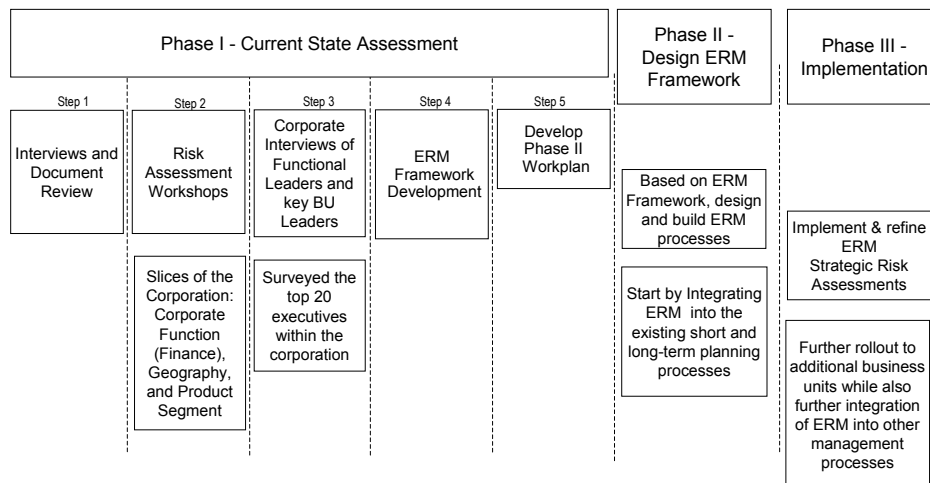 Phase I - Current State Assessment
Phase II -
Design ERM
Framework
Phase III -
Implementation
Step 1
Interviews and
Document
Review
Step 2
Risk
Assessment
Workshops
Slices of the
Corporation:
Corporate
Function
(Finance),
Geography,
and Product
Segment
Step 3
Corporate
Interviews of
Functional
Leaders and
key BU
Leaders
Surveyed the
top 20
executives
within the
corporation
Step 4
ERM
Framework
Development
Step 5
Develop
Phase II
Workplan
Based on ERM
Framework, design
and build ERM
processes
Start by Integrating
ERM into the
existing short and
long-term planning
processes
Implement & refine
ERM
Strategic Risk
Assessments
Further rollout to
additional business
units while also
further integration
of ERM into other
management
processes